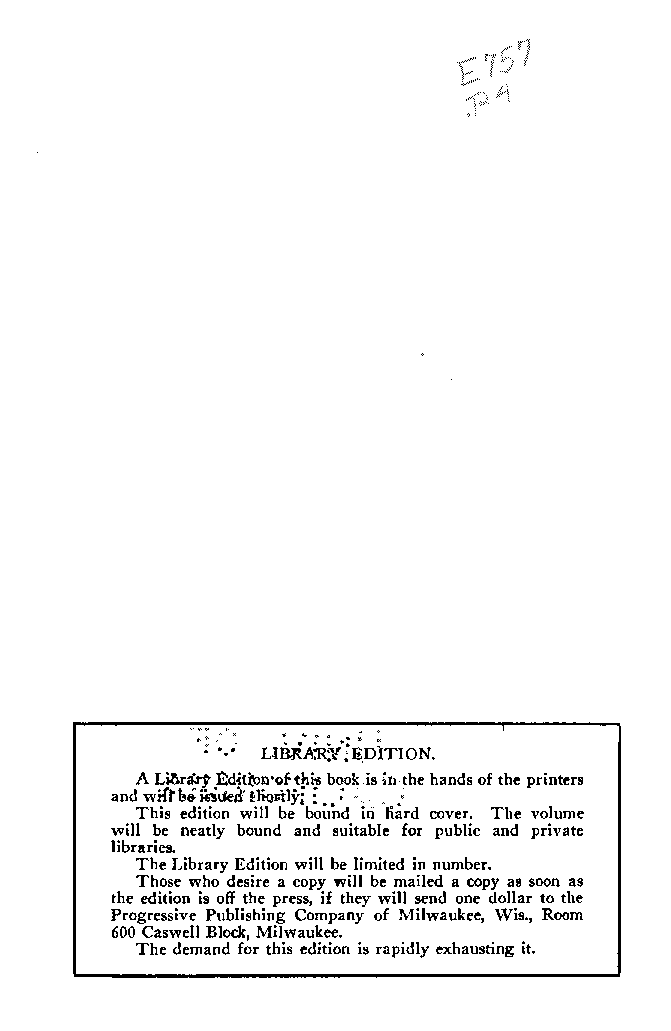 E757
.R4
LIBRARY EDITION.
A Library Edition of this book is in the hands of the printers
and will be issued shortly.
This edition will be bound in hard cover. The volume
will be neatly bound and suitable for public and private
libraries.
The Library Edition will be limited in number.
Those who desire a copy will be mailed a copy as soon as
the edition is off the press, if they will send one dollar to the
Progressive Publishing Company of Milwaukee, Wis., Room
600 Caswell Block, Milwaukee.
The demand for this edition is rapidly exhausting it.